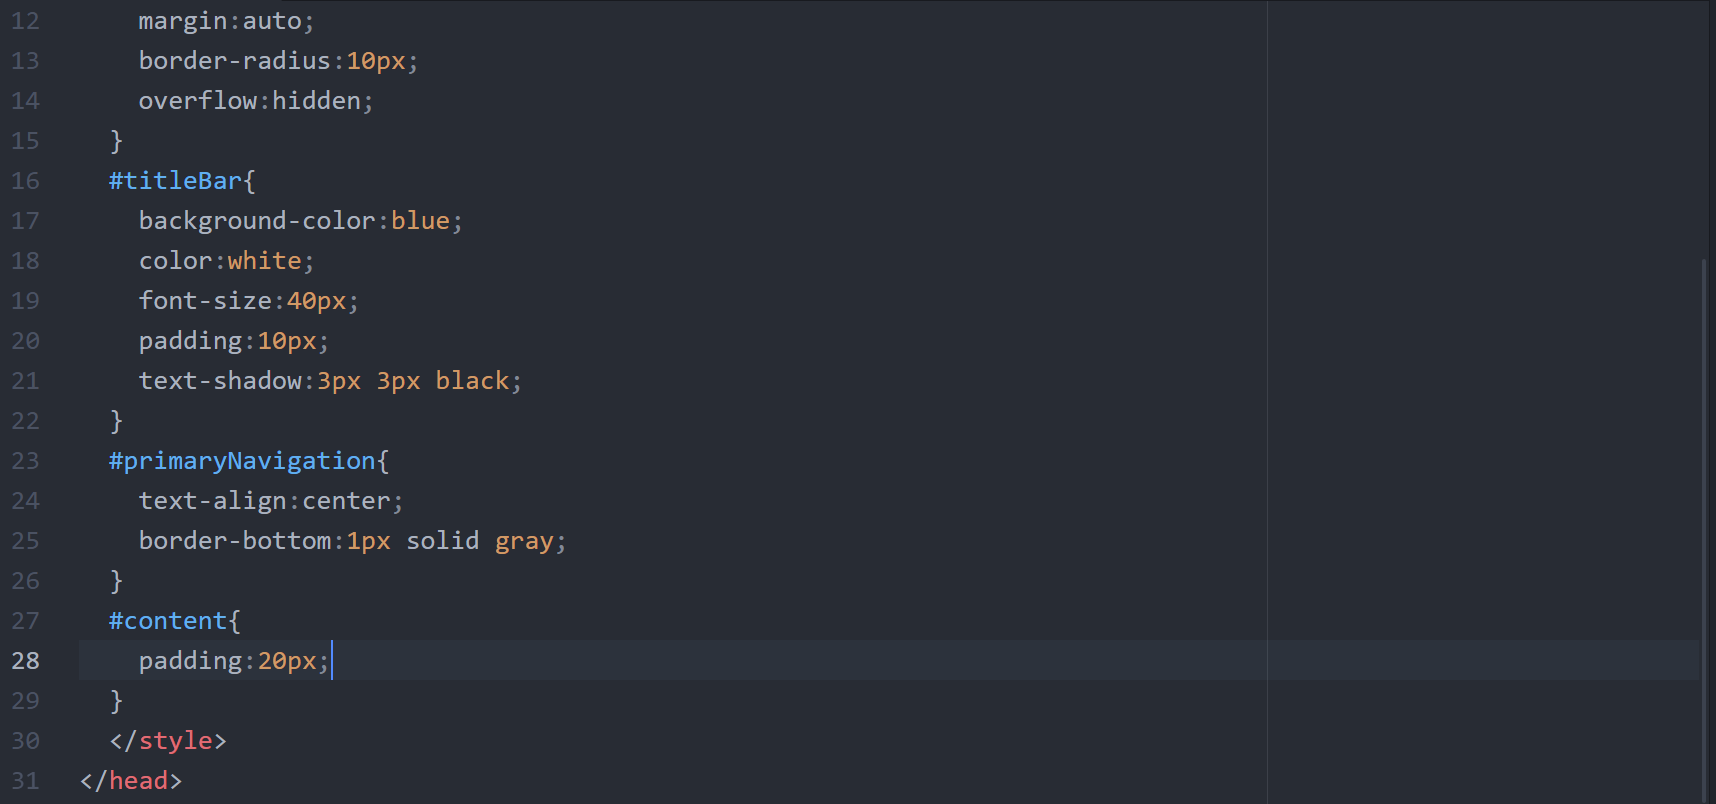 12 margin:auto;
13 border-radius:10px;
14 overflow:hidden;
15 }
16 #titleBar{
17 background-color:blue;
18 color:white;
19 font-size:40px;
20 padding:10px;
21 text-shadow:3px 3px black;
22 }
23 #primaryNavigation{
24 text-align:center;
25 border-bottom:1px solid gray;
26 }
27 #content{
28 padding:20px;
29 }
30 </style>
31 </head>